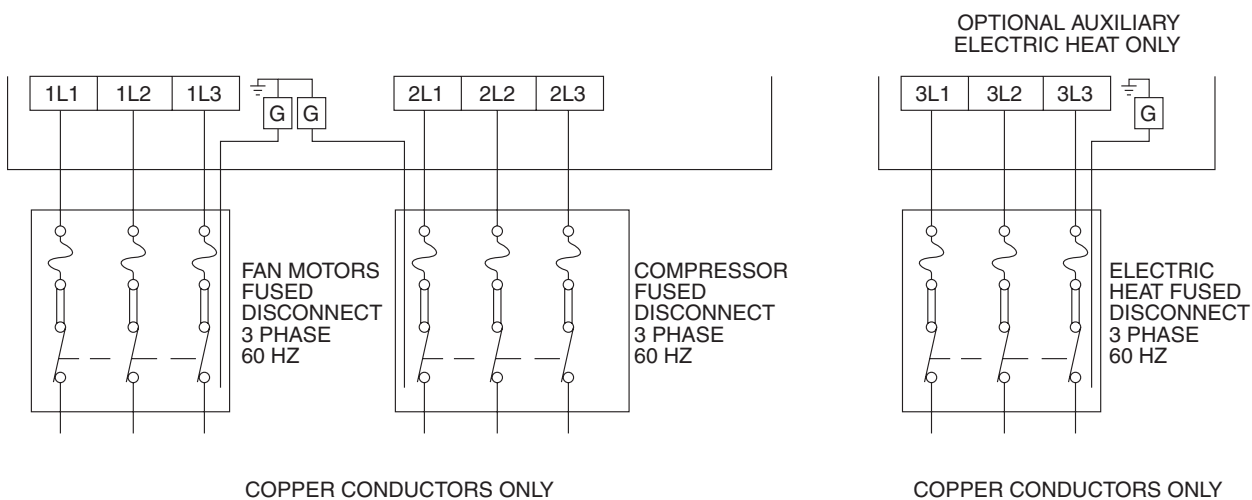 OPTIONAL AUXILIARY
ELECTRIC HEAT ONLY
1L1 1L2 1L3 G G 2L1 2L2 2L3 3L1 3L2 3L3 G
FAN MOTORS
FUSED
DISCONNECT
3 PHASE
60 HZ
COMPRESSOR
FUSED
DISCONNECT
3 PHASE
60 HZ
ELECTRIC
HEAT FUSED
DISCONNECT
3 PHASE
60 HZ
COPPER CONDUCTORS ONLY
COPPER CONDUCTORS ONLY